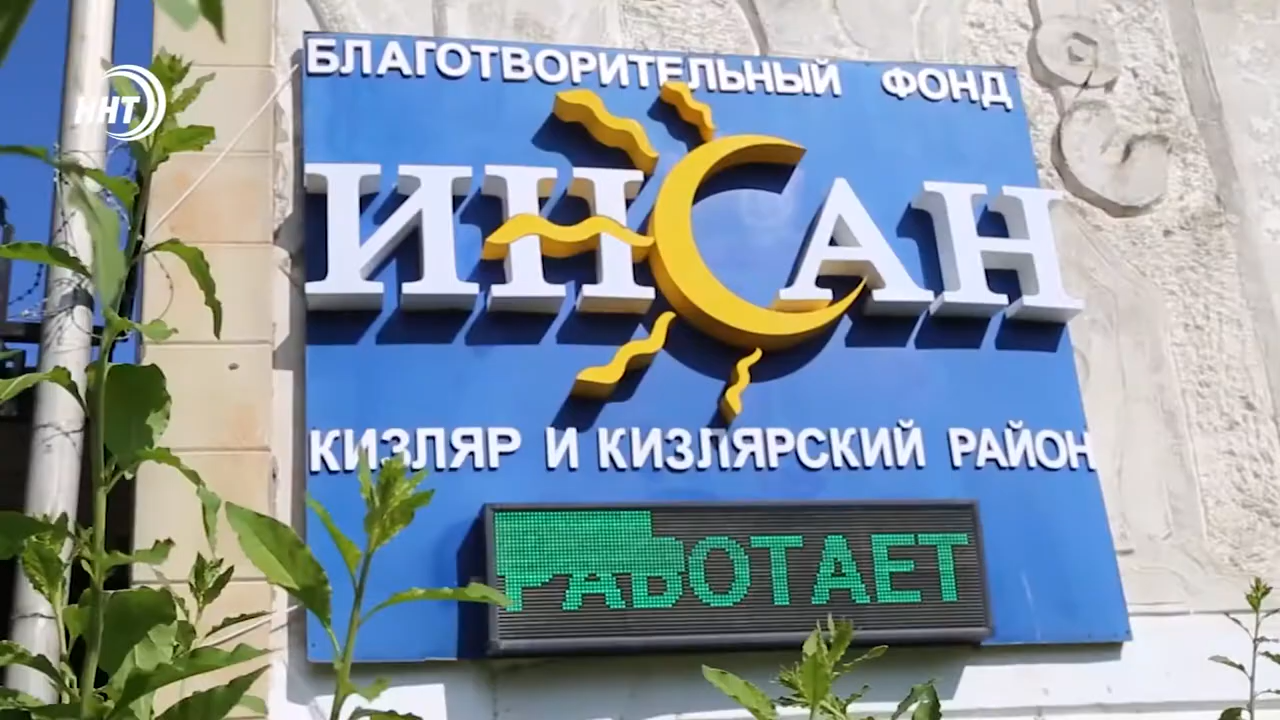 ННТ
БЛАГОТВОРИТЕЛЬНЫЙ ФОНД
ИНСАН
КИЗЛЯР И КИЗЛЯРСКИЙ РАЙОН
РАБОТАЕТ